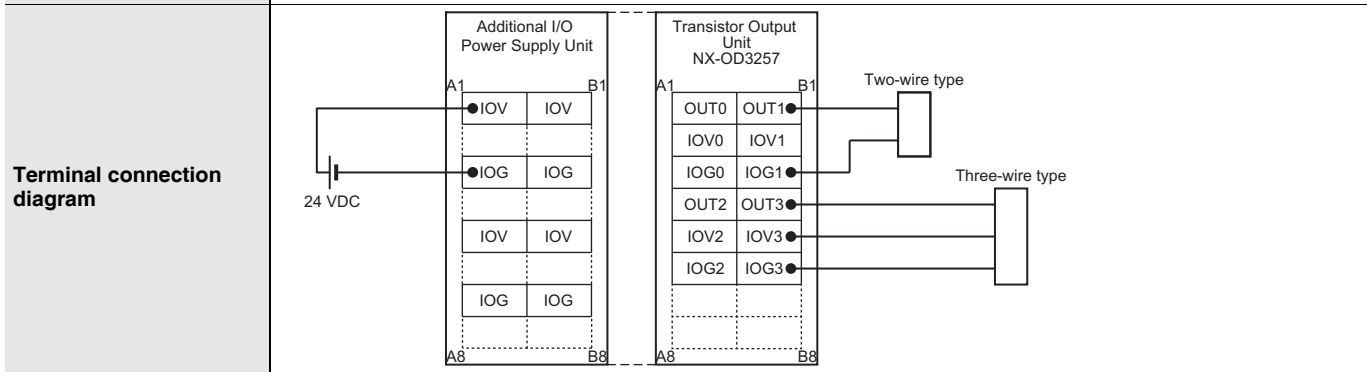 Terminal connection
diagram
Additional I/O
Power Supply Unit
A1 B1
IOV IOV
IOG IOG
IOV IOV
IOG IOG
A8 B8
24 VDC
Transistor Output
Unit
NX-OD3257
A1 B1
OUT0 OUT1
IOV0 IOV1
IOG0 IOG1
OUT2 OUT3
IOV2 IOV3
IOG2 IOG3
A8 B8
Two-wire type
Three-wire type